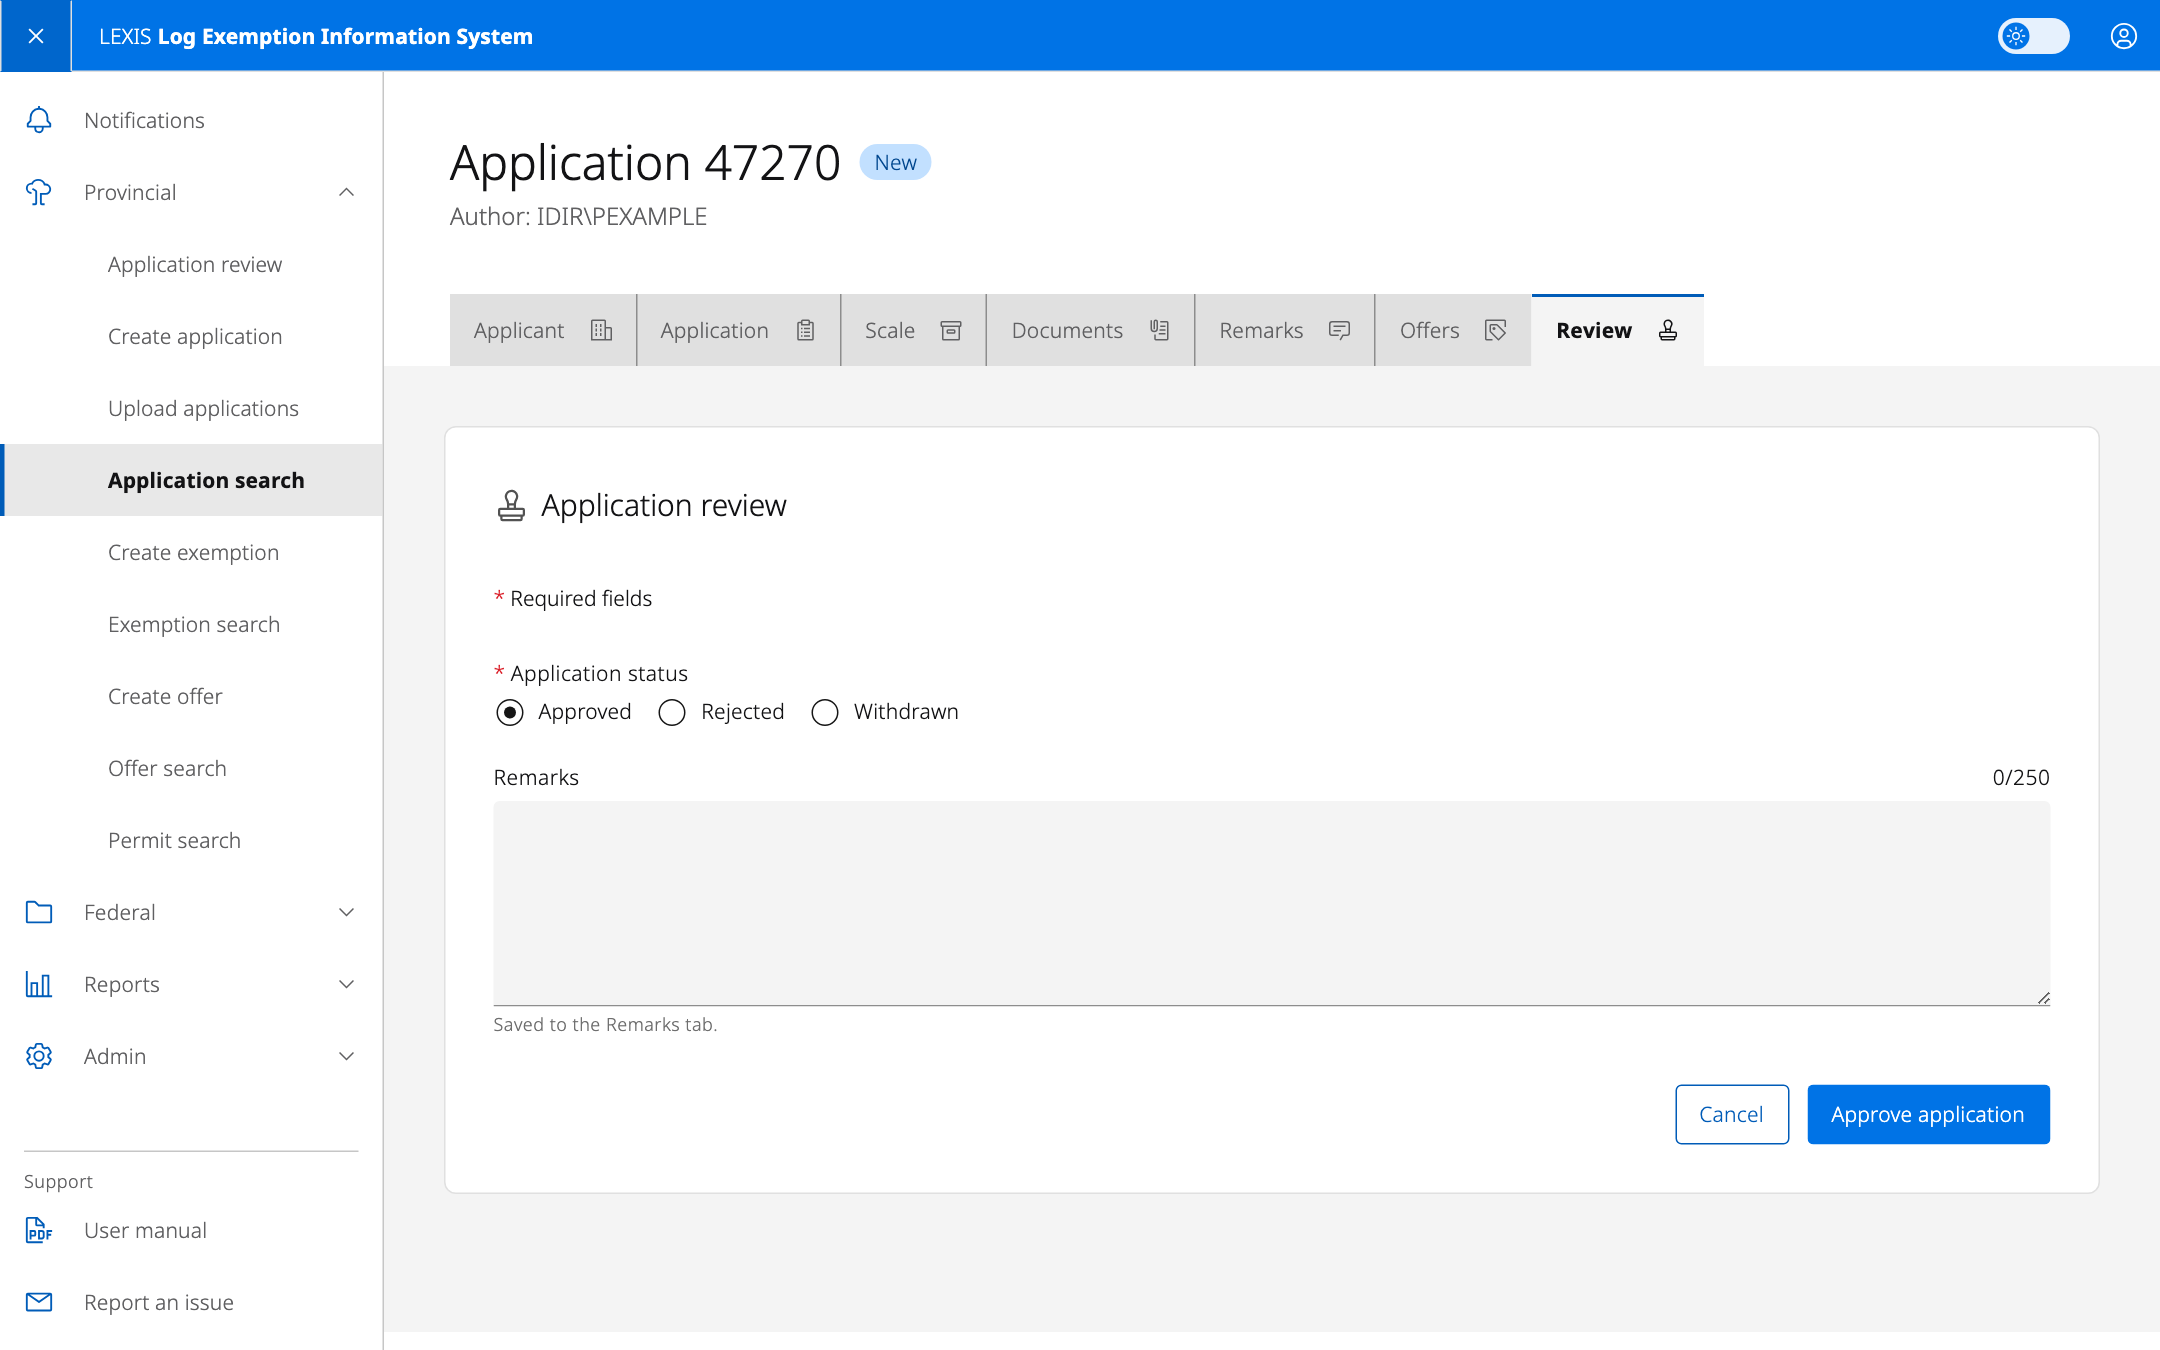 LEXIS Log Exemption Information System
Notifications
Provincial
Application review
Create application
Upload applications
Application search
Create exemption
Exemption search
Create offer
Offer search
Permit search
Federal
Reports
Admin
Support
PDF User manual
Report an issue
Application 47270 New
Author: IDIR\PEXAMPLE
Applicant Application Scale Documents Remarks Offers Review
Application review
* Required fields
* Application status
Approved Rejected Withdrawn
Remarks 0/250
Saved to the Remarks tab.
Cancel Approve application